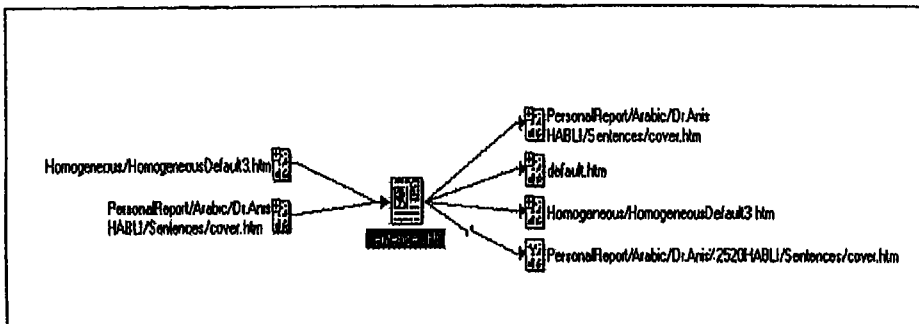 Homogeneous/HomogeneousDefault3.htm
PersonalReport/Arabic/Dr.Anis
HABLI/Sentences/cover.htm
PersonalReport/Arabic/Dr.Anis
HABLI/Sentences/cover.htm
default.htm
Homogeneous/HomogeneousDefault3.htm
PersonalReport/Arabic/Dr.Anis%2520HABLI/Sentences/cover.htm